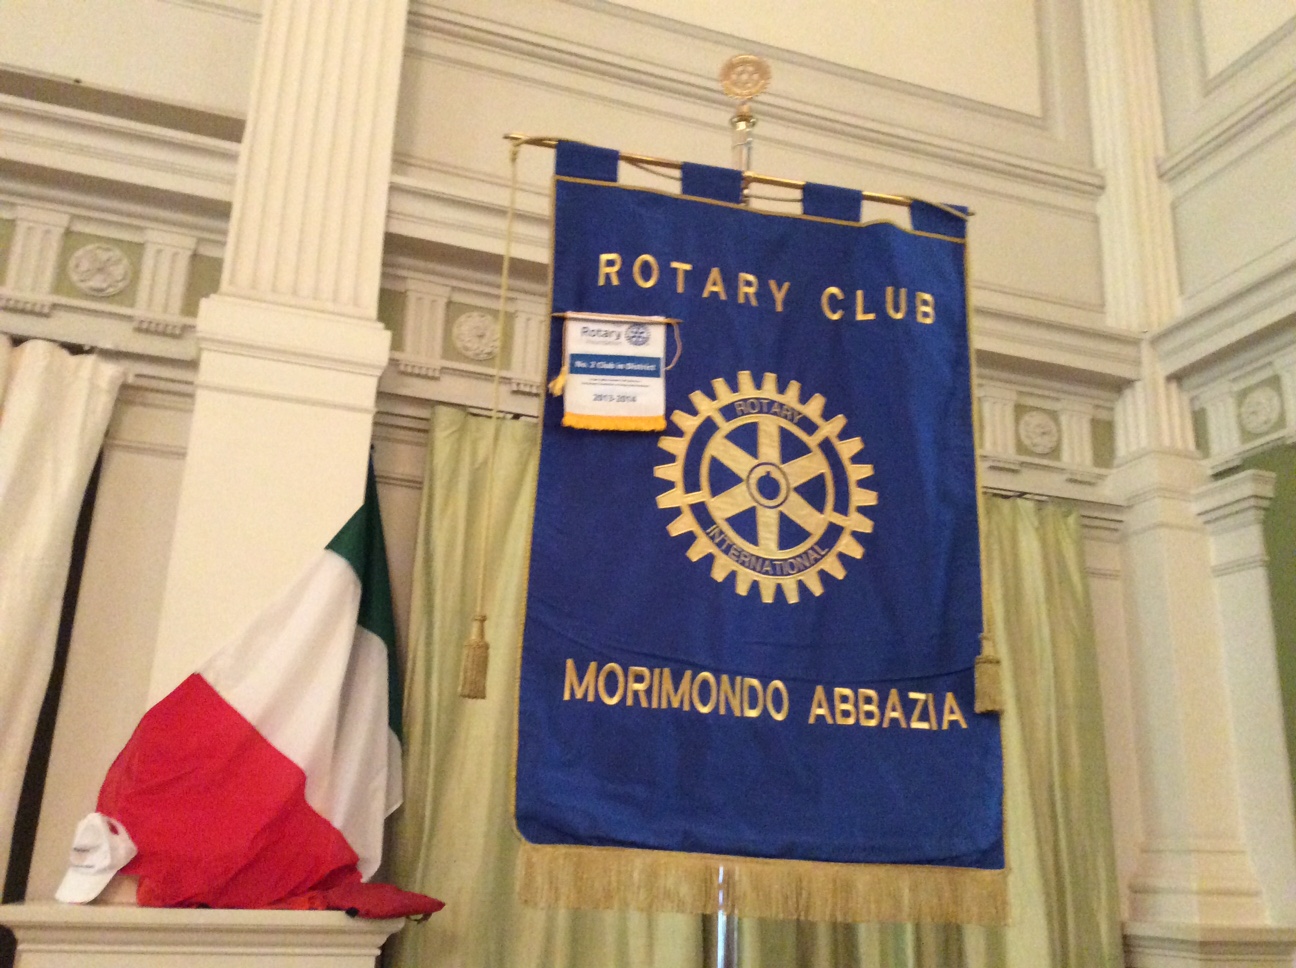 ROTARY CLUB
Rotary
No. 3 Club in District
2013-2014
ROTARY
INTERNATIONAL
MORIMONDO ABBAZIA